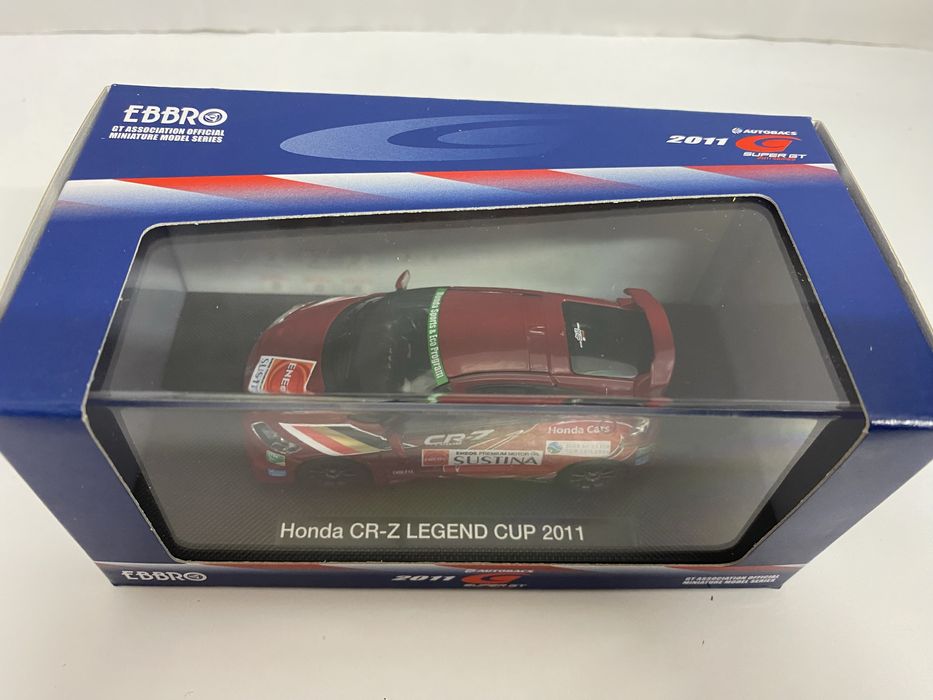 EBBRO
GT ASSOCIATION OFFICIAL
MINIATURE MODEL SERIES
2011
AUTOBACS
SUPER GT
Honda Sports & Eco Program
ENEOS
SUSTINA
CR-Z
Honda Cars
ENEOS PREMIUM MOTOR OIL
SUSTINA
Honda CR-Z LEGEND CUP 2011
EBBRO
2011
AUTOBACS
SUPER GT
GT ASSOCIATION OFFICIAL
MINIATURE MODEL SERIES